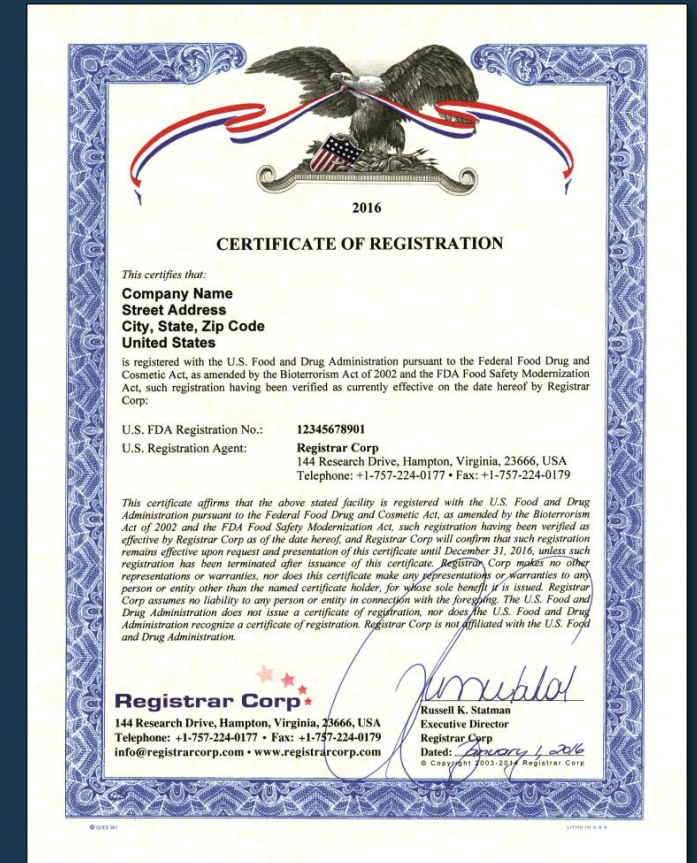 2016
CERTIFICATE OF REGISTRATION
This certifies that:
Company Name
Street Address
City, State, Zip Code
United States
is registered with the U.S. Food and Drug Administration pursuant to the Federal Food Drug and
Cosmetic Act, as amended by the Bioterrorism Act of 2002 and the FDA Food Safety Modernization
Act, such registration having been verified as currently effective on the date hereof by Registrar
Corp:
U.S. FDA Registration No.: 12345678901
U.S. Registration Agent: Registrar Corp
144 Research Drive, Hampton, Virginia, 23666, USA
Telephone: +1-757-224-0177 • Fax: +1-757-224-0179
This certificate affirms that the above stated facility is registered with the U.S. Food and Drug
Administration pursuant to the Federal Food Drug and Cosmetic Act, as amended by the Bioterrorism
Act of 2002 and the FDA Food Safety Modernization Act, such registration having been verified as
effective by Registrar Corp as of the date hereof, and Registrar Corp will confirm that such registration
remains effective upon request and presentation of this certificate until December 31, 2016, unless such
registration has been terminated after issuance of this certificate. Registrar Corp makes no other
representations or warranties, nor does this certificate make any representations or warranties to any
person or entity other than the named certificate holder, for whose sole benefit it is issued. Registrar
Corp assumes no liability to any person or entity in connection with the foregoing. The U.S. Food and
Drug Administration does not issue a certificate of registration, nor does the U.S. Food and Drug
Administration recognize a certificate of registration. Registrar Corp is not affiliated with the U.S. Food
and Drug Administration.
Registrar Corp
144 Research Drive, Hampton, Virginia, 23666, USA
Telephone: +1-757-224-0177 • Fax: +1-757-224-0179
info@registrarcorp.com • www.registrarcorp.com
Russell K. Statman
Executive Director
Registrar Corp
Dated: January 1, 2016
© Copyright 2003-2014 Registrar Corp
© GOES 961
LITHO IN U.S.A.